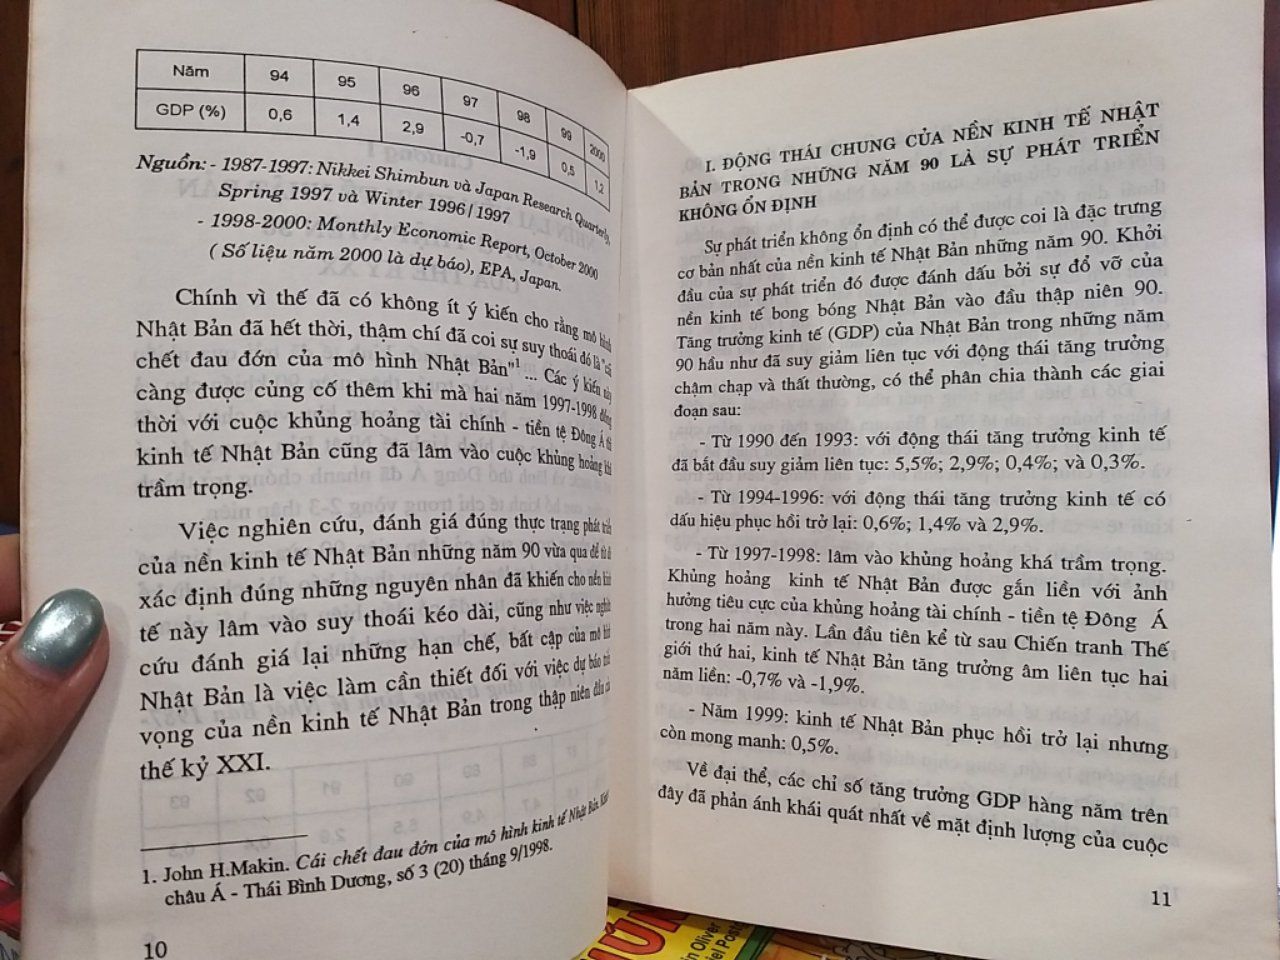 Năm 94 95 96 97 98 99 2000
GDP (%) 0,6 1,4 2,9 -0,7 -1,9 0,5 1,2
Nguồn: - 1987-1997: Nikkei Shimbun và Japan Research Quarterly,
Spring 1997 và Winter 1996/1997
- 1998-2000: Monthly Economic Report, October 2000
( Số liệu năm 2000 là dự báo), EPA, Japan.
Chính vì thế đã có không ít ý kiến cho rằng mô hình
Nhật Bản đã hết thời, thậm chí đã coi sự suy thoái đó là "cái
chết đau đớn của mô hình Nhật Bản"1 ... Các ý kiến này
càng được củng cố thêm khi mà hai năm 1997-1998 đồng
thời với cuộc khủng hoảng tài chính - tiền tệ Đông Á thì
kinh tế Nhật Bản cũng đã lâm vào cuộc khủng hoảng khá
trầm trọng.
Việc nghiên cứu, đánh giá đúng thực trạng phát triển
của nền kinh tế Nhật Bản những năm 90 vừa qua để từ đó
xác định đúng những nguyên nhân đã khiến cho nền kinh
tế này lâm vào suy thoái kéo dài, cũng như việc nghiên
cứu đánh giá lại những hạn chế, bất cập của mô hình
Nhật Bản là việc làm cần thiết đối với việc dự báo triển
vọng của nền kinh tế Nhật Bản trong thập niên đầu của
thế kỷ XXI.
1. John H.Makin. Cái chết đau đớn của mô hình kinh tế Nhật Bản.
châu Á - Thái Bình Dương, số 3 (20) tháng 9/1998.
10
I. ĐỘNG THÁI CHUNG CỦA NỀN KINH TẾ NHẬT
BẢN TRONG NHỮNG NĂM 90 LÀ SỰ PHÁT TRIỂN
KHÔNG ỔN ĐỊNH
Sự phát triển không ổn định có thể được coi là đặc trưng
cơ bản nhất của nền kinh tế Nhật Bản những năm 90. Khởi
đầu của sự phát triển đó được đánh dấu bởi sự đổ vỡ của
nền kinh tế bong bóng Nhật Bản vào đầu thập niên 90.
Tăng trưởng kinh tế (GDP) của Nhật Bản trong những năm
90 hầu như đã suy giảm liên tục với động thái tăng trưởng
chậm chạp và thất thường, có thể phân chia thành các giai
đoạn sau:
- Từ 1990 đến 1993: với động thái tăng trưởng kinh tế
đã bắt đầu suy giảm liên tục: 5,5%; 2,9%; 0,4%; và 0,3%.
- Từ 1994-1996: với động thái tăng trưởng kinh tế có
dấu hiệu phục hồi trở lại: 0,6%; 1,4% và 2,9%.
- Từ 1997-1998: lâm vào khủng hoảng khá trầm trọng.
Khủng hoảng kinh tế Nhật Bản được gắn liền với ảnh
hưởng tiêu cực của khủng hoảng tài chính - tiền tệ Đông Á
trong hai năm này. Lần đầu tiên kể từ sau Chiến tranh Thế
giới thứ hai, kinh tế Nhật Bản tăng trưởng âm liên tục hai
năm liền: -0,7% và -1,9%.
- Năm 1999: kinh tế Nhật Bản phục hồi trở lại nhưng
còn mong manh: 0,5%.
Về đại thể, các chỉ số tăng trưởng GDP hàng năm trên
đây đã phản ánh khái quát nhất về mặt định lượng của cuộc
11
Oliver
Post